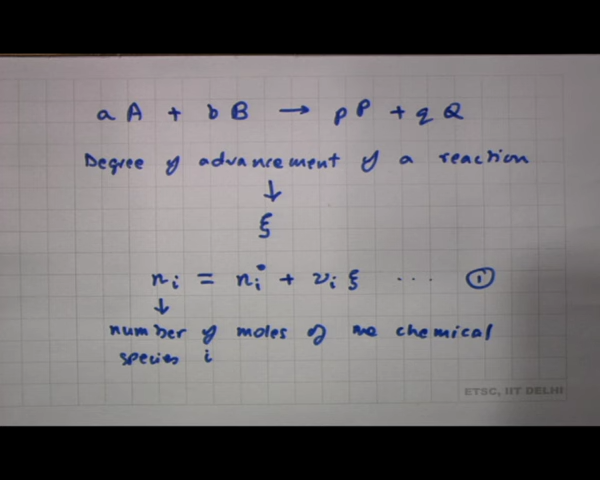 a A + b B → p P + q Q
Degree of advancement of a reaction
↓
ξ
nᵢ = nᵢ° + νᵢ ξ ... ①
↓
number of moles of the chemical
species i
ETSC, IIT DELHI